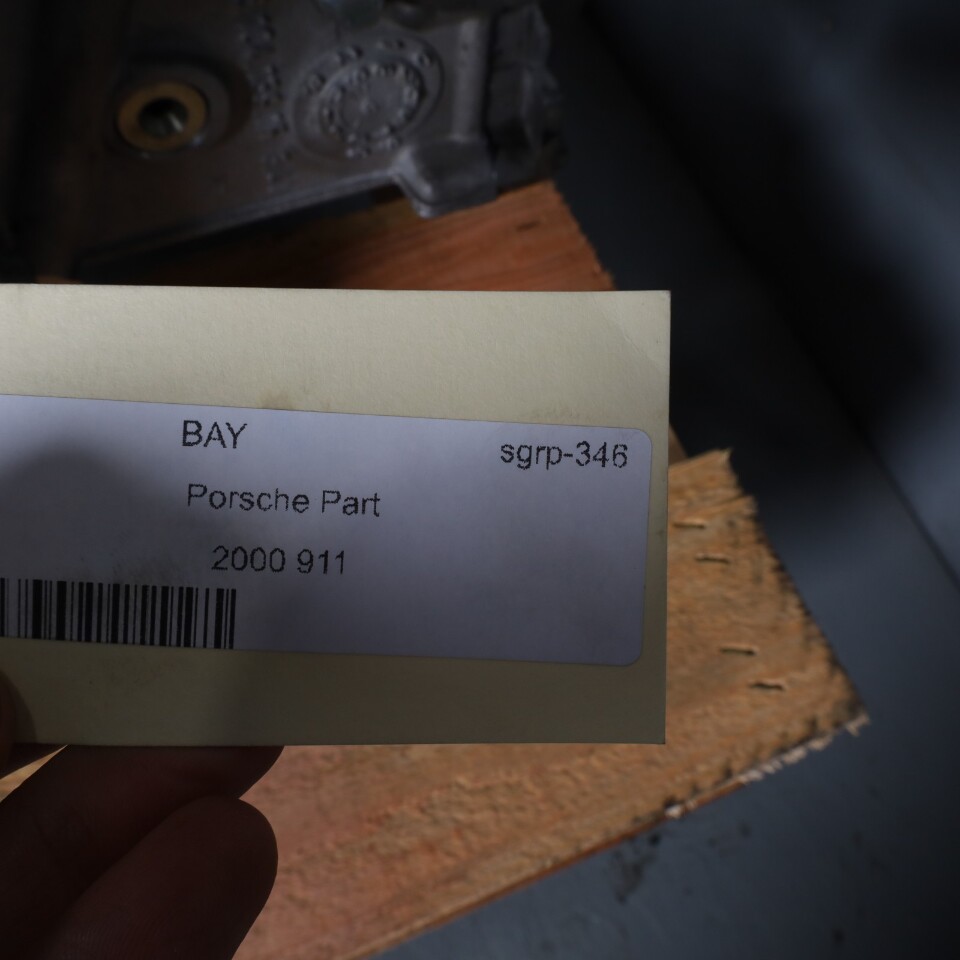 BAY
sgrp-346
Porsche Part
2000 911